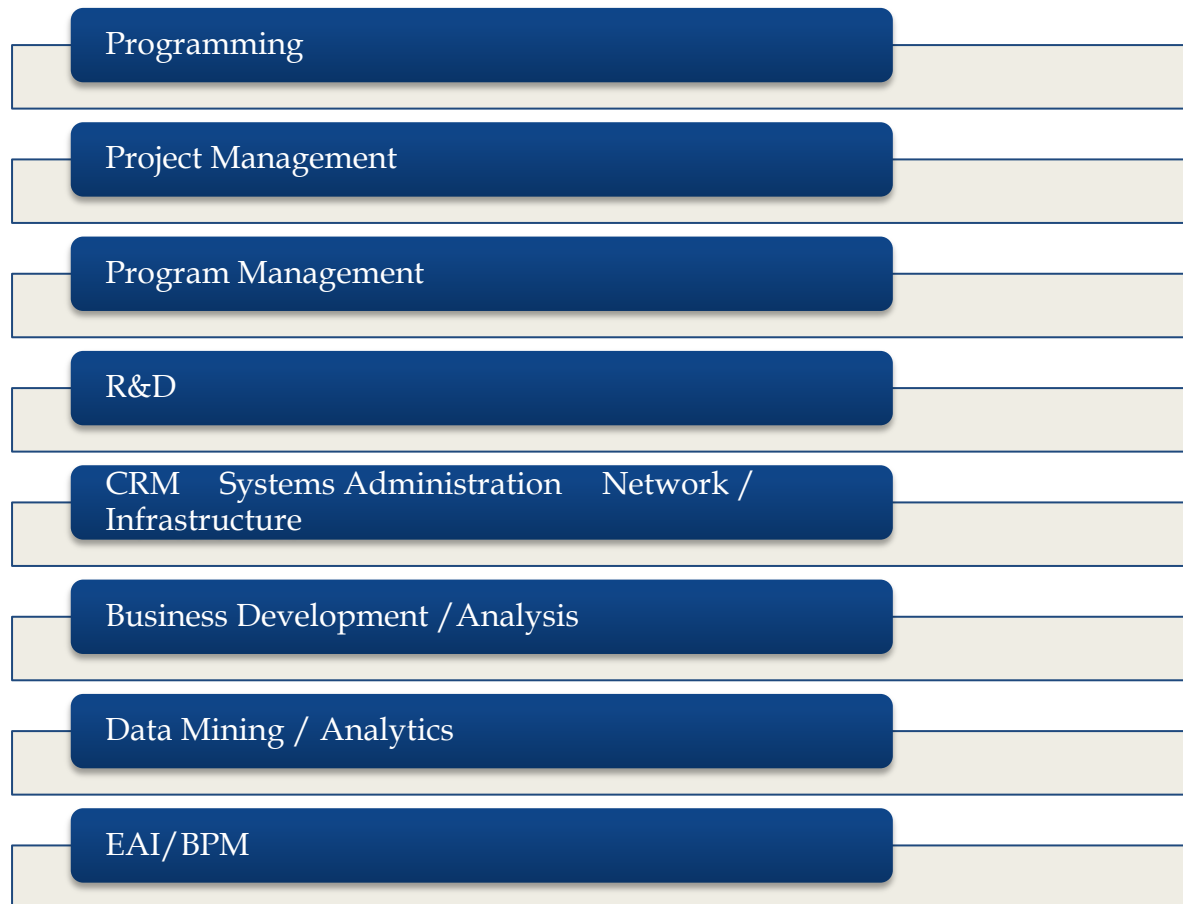 Programming
Project Management
Program Management
R&D
CRM Systems Administration Network /
Infrastructure
Business Development /Analysis
Data Mining / Analytics
EAI/BPM